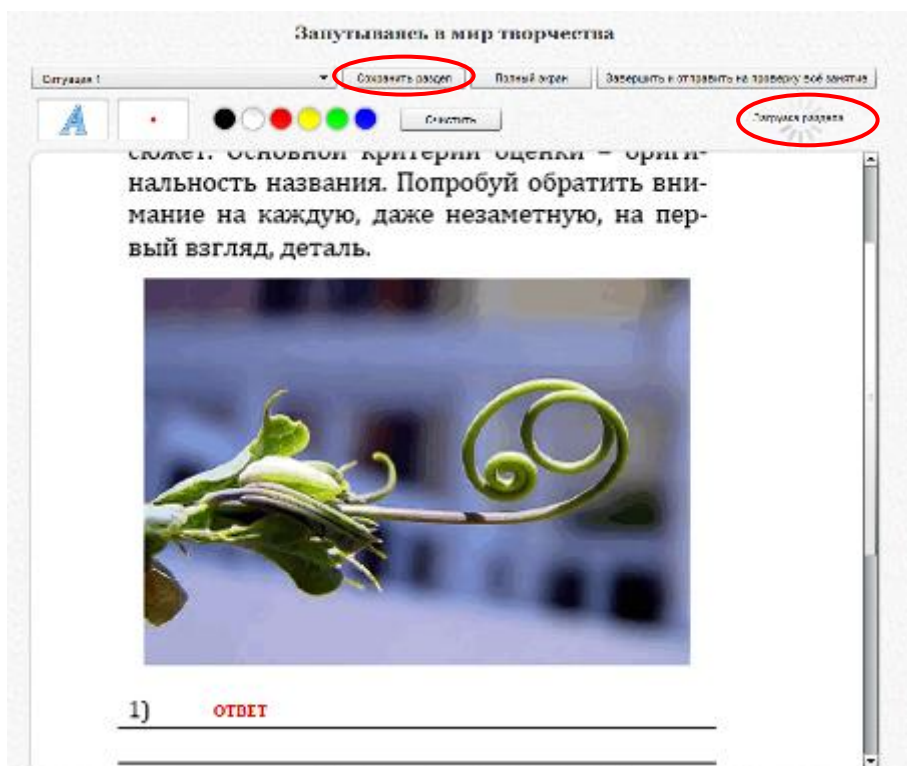 Запутываясь в мир творчества
Ситуация 1 Сохранить раздел Полный экран Завершить и отправить на проверку всё занятие
A Очистить Загрузка раздела
сюжет. Основной критерий оценки – ориги-
нальность названия. Попробуй обратить вни-
мание на каждую, даже незаметную, на пер-
вый взгляд, деталь.
1) ОТВЕТ